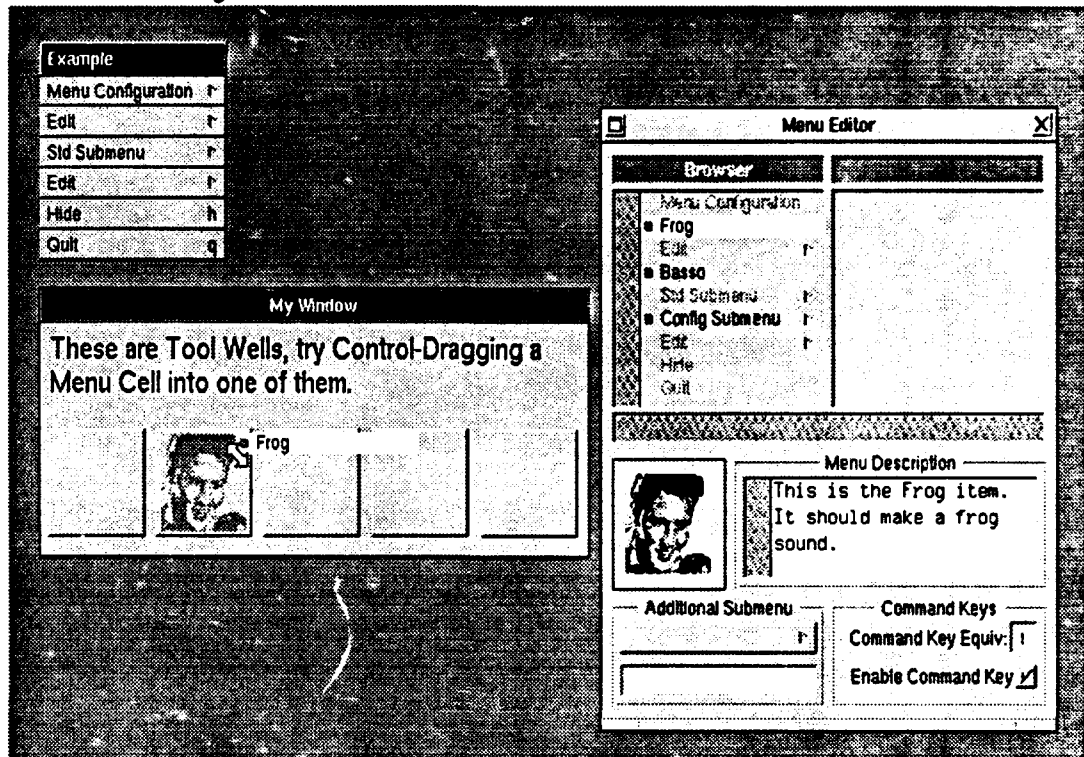 Example
Menu Configuration
Edit
Std Submenu
Edit
Hide h
Quit q
My Window
These are Tool Wells, try Control-Dragging a
Menu Cell into one of them.
Frog
Menu Editor
Browser
Menu Configuration
Frog
Edit
Basso
Std Submenu
Config Submenu
Edit
Hide
Quit
Menu Description
This is the Frog item.
It should make a frog
sound.
Additional Submenu
Command Keys
Command Key Equiv:
Enable Command Key